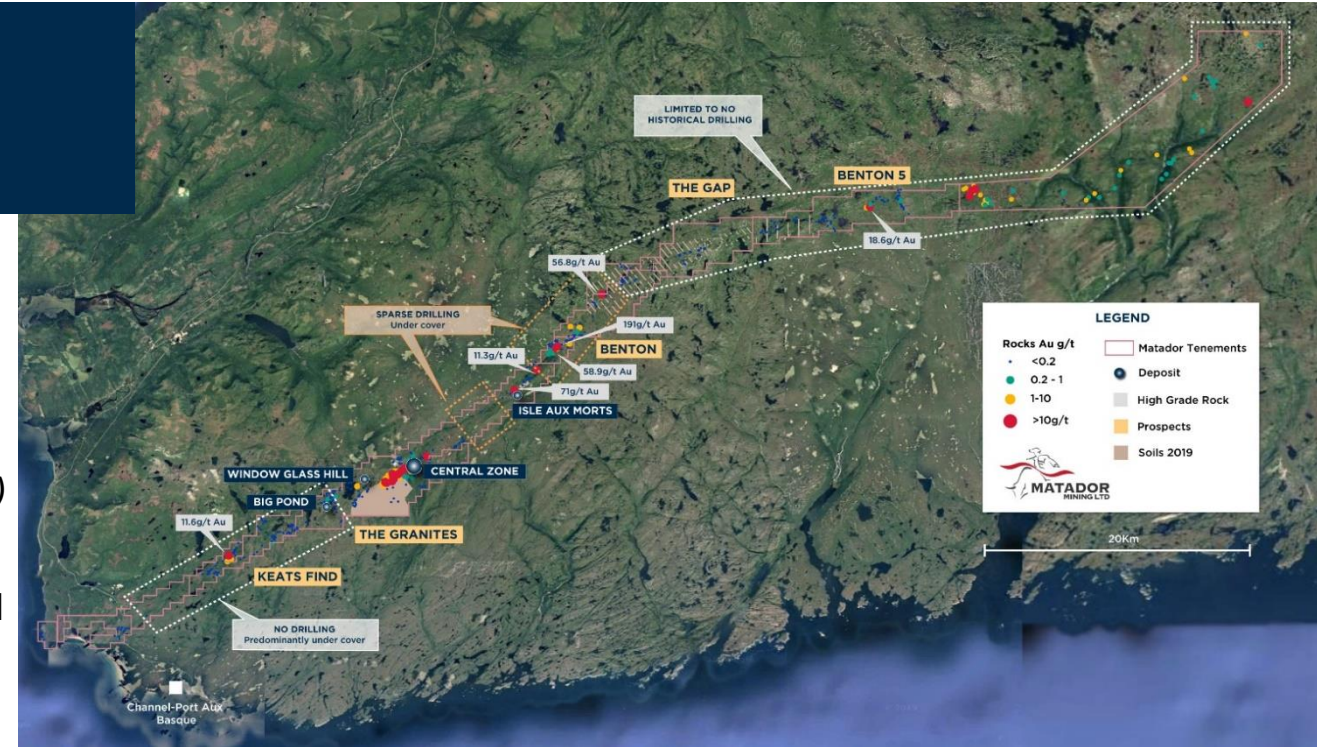 LIMITED TO NO
HISTORICAL DRILLING
THE GAP
BENTON 5
18.6g/t Au
56.8g/t Au
SPARSE DRILLING
Under cover
191g/t Au
BENTON
11.3g/t Au
58.9g/t Au
71g/t Au
ISLE AUX MORTS
WINDOW GLASS HILL
CENTRAL ZONE
BIG POND
11.6g/t Au
THE GRANITES
KEATS FIND
NO DRILLING
Predominantly under cover
Channel-Port Aux
Basque
LEGEND
Rocks Au g/t
<0.2
0.2 - 1
1-10
>10g/t
Matador Tenements
Deposit
High Grade Rock
Prospects
Soils 2019
MATADOR
MINING LTD
20Km
)